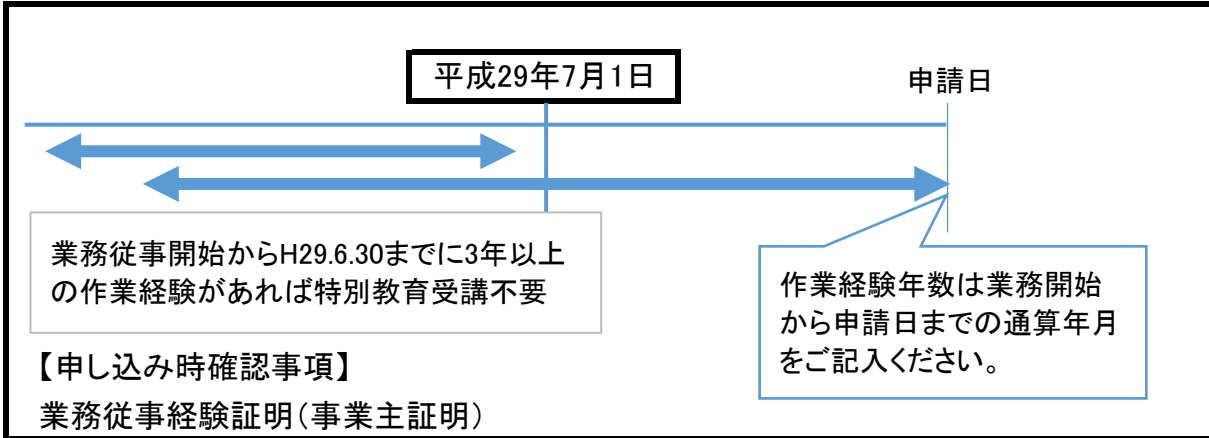 平成29年7月1日
申請日
業務従事開始からH29.6.30までに3年以上
の作業経験があれば特別教育受講不要
作業経験年数は業務開始
から申請日までの通算年月
をご記入ください。
【申し込み時確認事項】
業務従事経験証明(事業主証明)